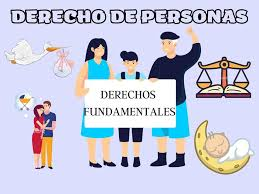 DERECHO DE PERSONAS
DERECHOS
FUNDAMENTALES